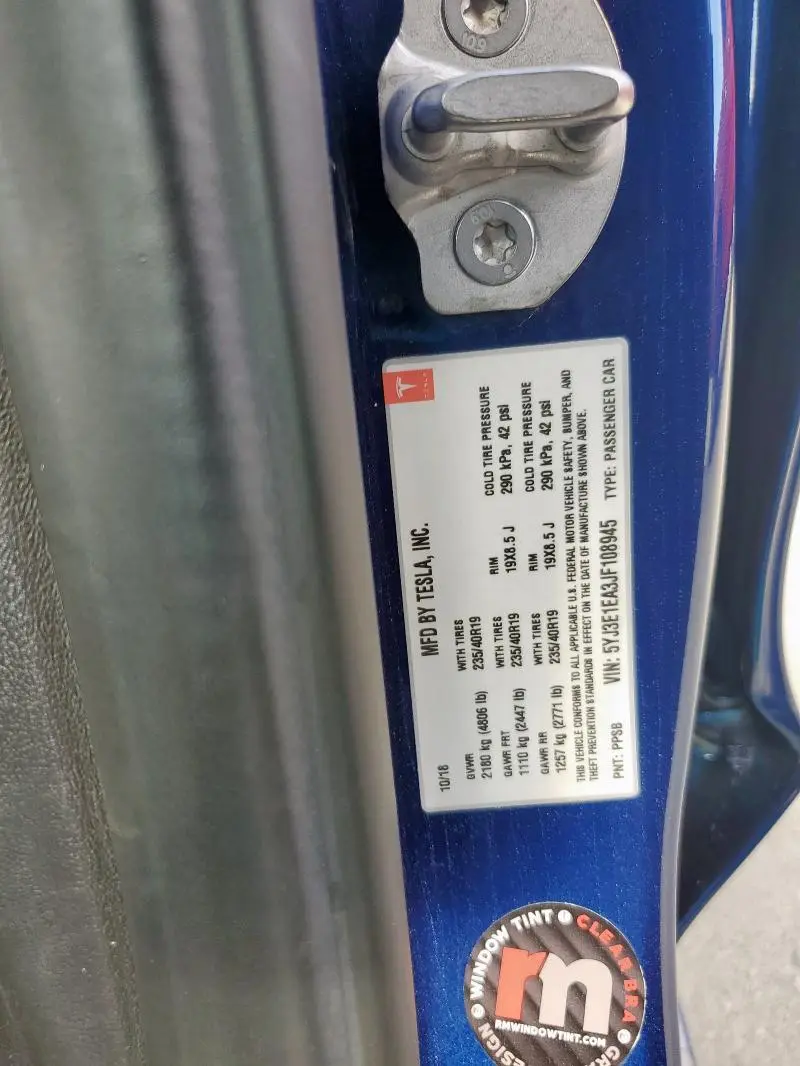 TESLA
10/18
MFD BY TESLA, INC.
GVWR WITH TIRES RIM COLD TIRE PRESSURE
2180 kg (4806 lb) 235/40R19 19X8.5 J 290 kPa, 42 psi
GAWR FRT WITH TIRES RIM COLD TIRE PRESSURE
1110 kg (2447 lb) 235/40R19 19X8.5 J 290 kPa, 42 psi
GAWR RR WITH TIRES
1257 kg (2771 lb) 235/40R19
THIS VEHICLE CONFORMS TO ALL APPLICABLE U.S. FEDERAL MOTOR VEHICLE SAFETY, BUMPER, AND
THEFT PREVENTION STANDARDS IN EFFECT ON THE DATE OF MANUFACTURE SHOWN ABOVE.
PNT: PPSB VIN: 5YJ3E1EA3JF108945 TYPE: PASSENGER CAR
WINDOW TINT CLEAR BRA
rm
RMWINDOWTINT.COM